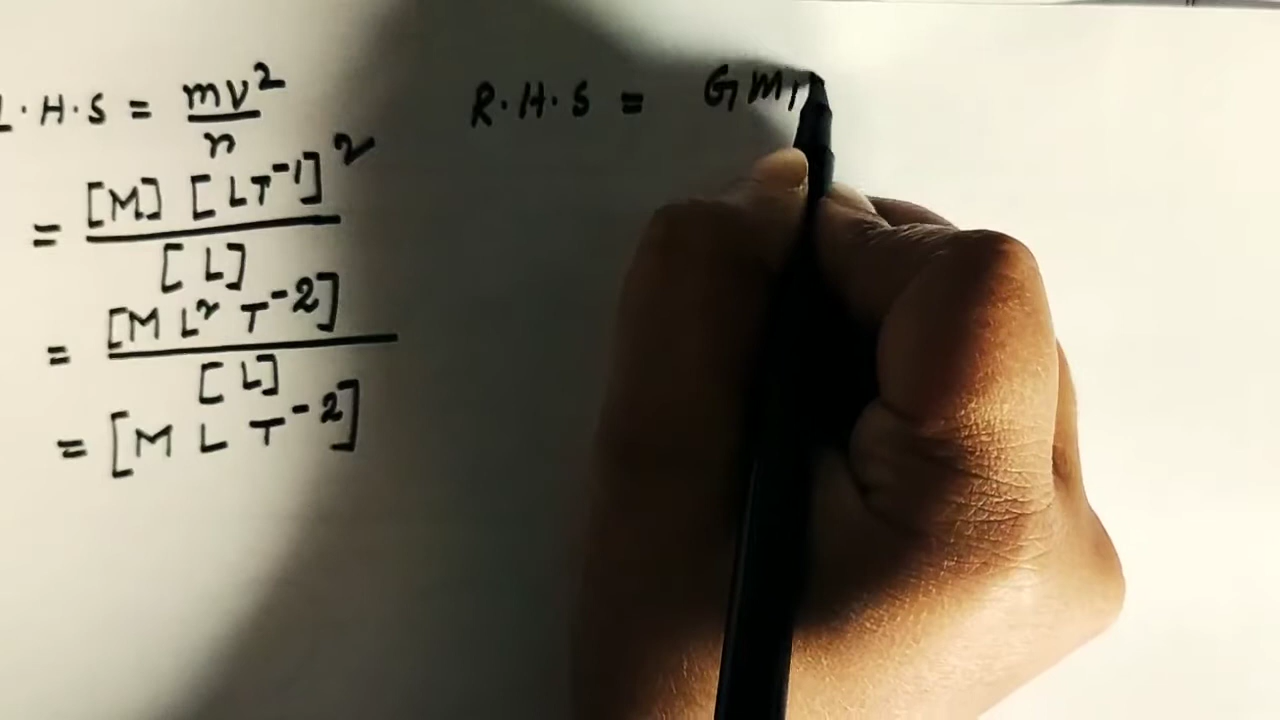 L.H.S = mv²/r
= [M] [LT⁻¹]²/[L]
= [M L² T⁻²]/[L]
= [M L T⁻²]
R.H.S = GM